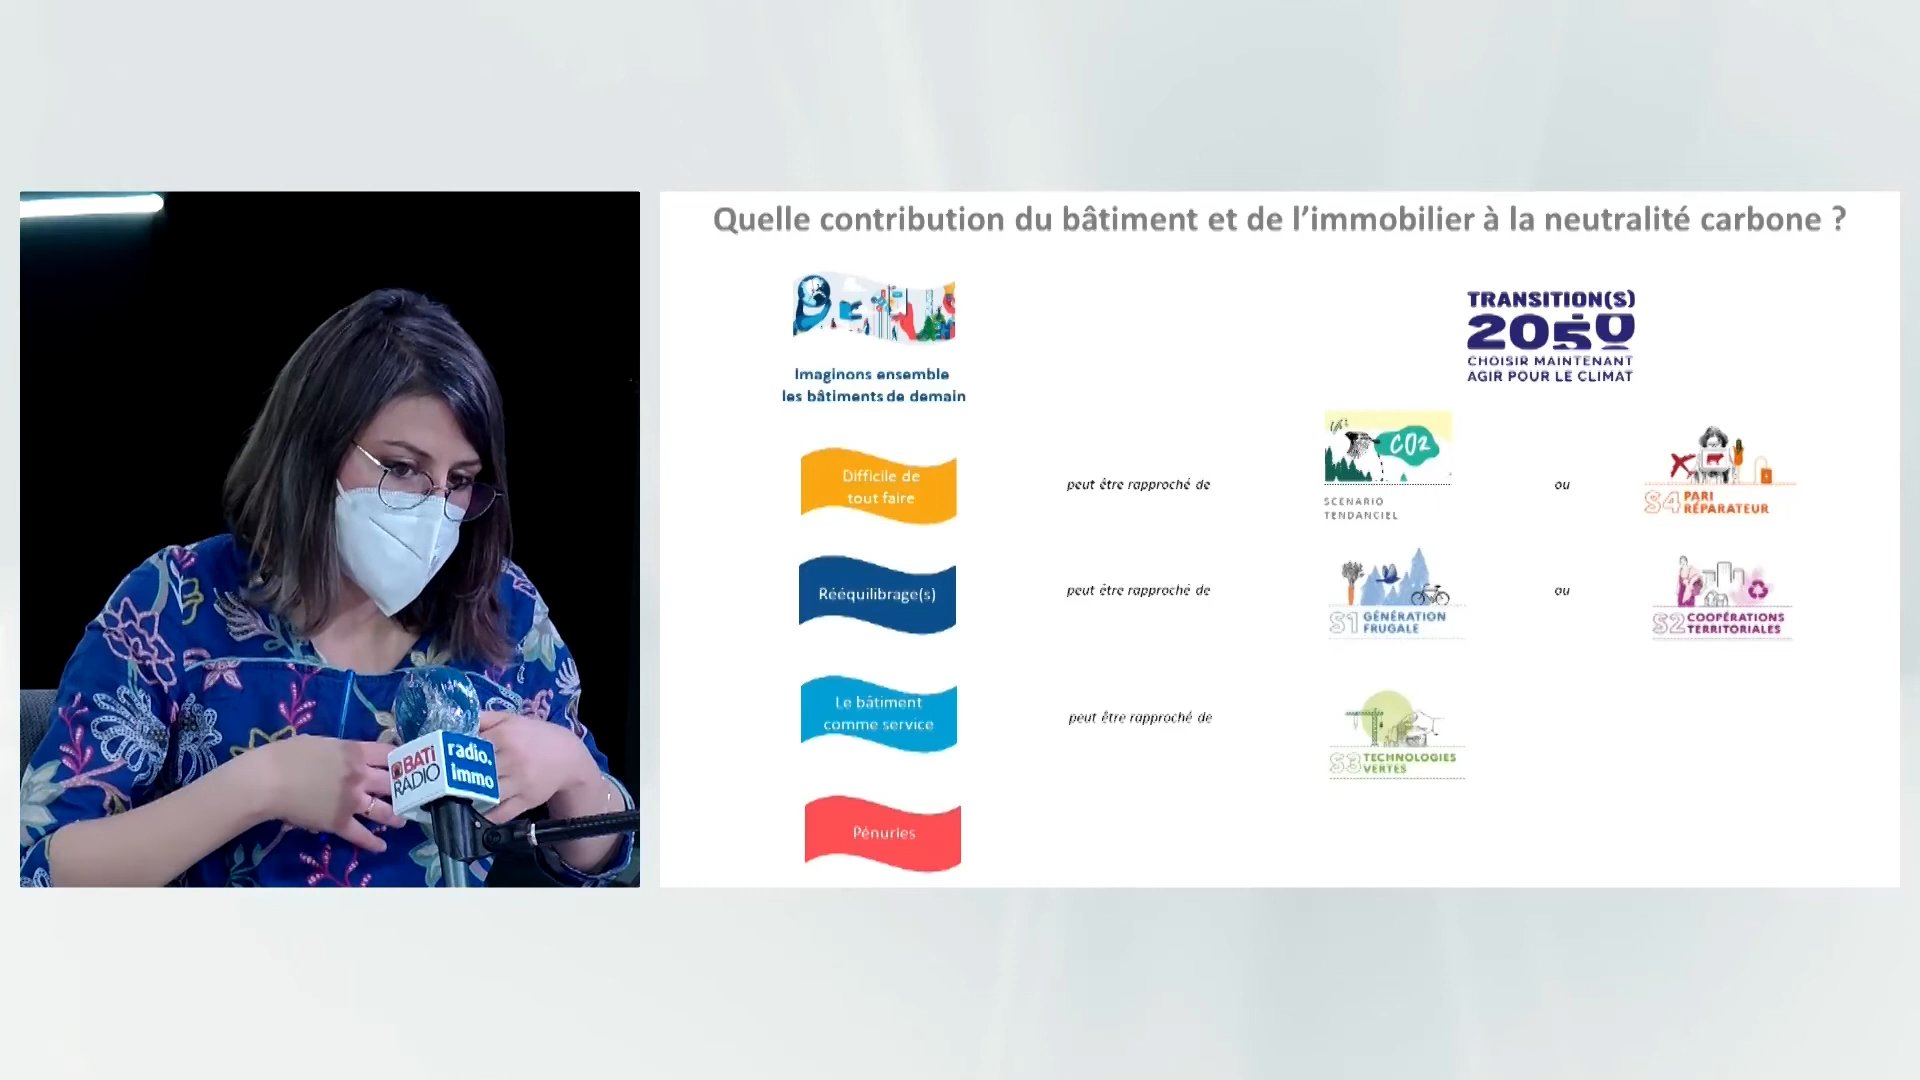 Quelle contribution du bâtiment et de l’immobilier à la neutralité carbone ?
Imaginons ensemble
les bâtiments de demain
TRANSITION(S)
2050
CHOISIR MAINTENANT
AGIR POUR LE CLIMAT
Difficile de
tout faire
peut être rapproché de
CO2
SCENARIO
TENDANCIEL
ou
S4 PARI
RÉPARATEUR
Rééquilibrage(s)
peut être rapproché de
S1 GÉNÉRATION
FRUGALE
ou
S2 COOPÉRATIONS
TERRITORIALES
Le bâtiment
comme service
peut être rapproché de
S3 TECHNOLOGIES
VERTES
Pénuries
BATI
RADIO
radio.
immo